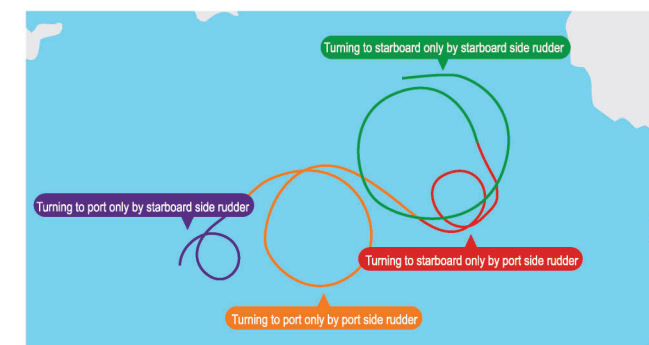 Turning to starboard only by starboard side rudder
Turning to port only by starboard side rudder
Turning to starboard only by port side rudder
Turning to port only by port side rudder